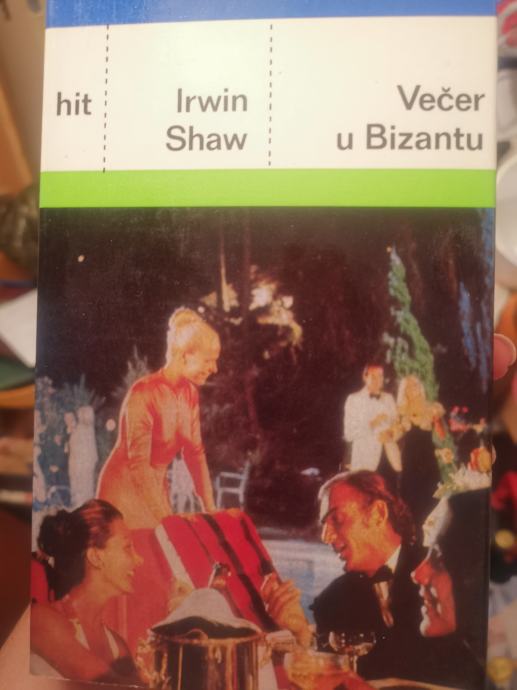 hit
Irwin
Shaw
Večer
u Bizantu